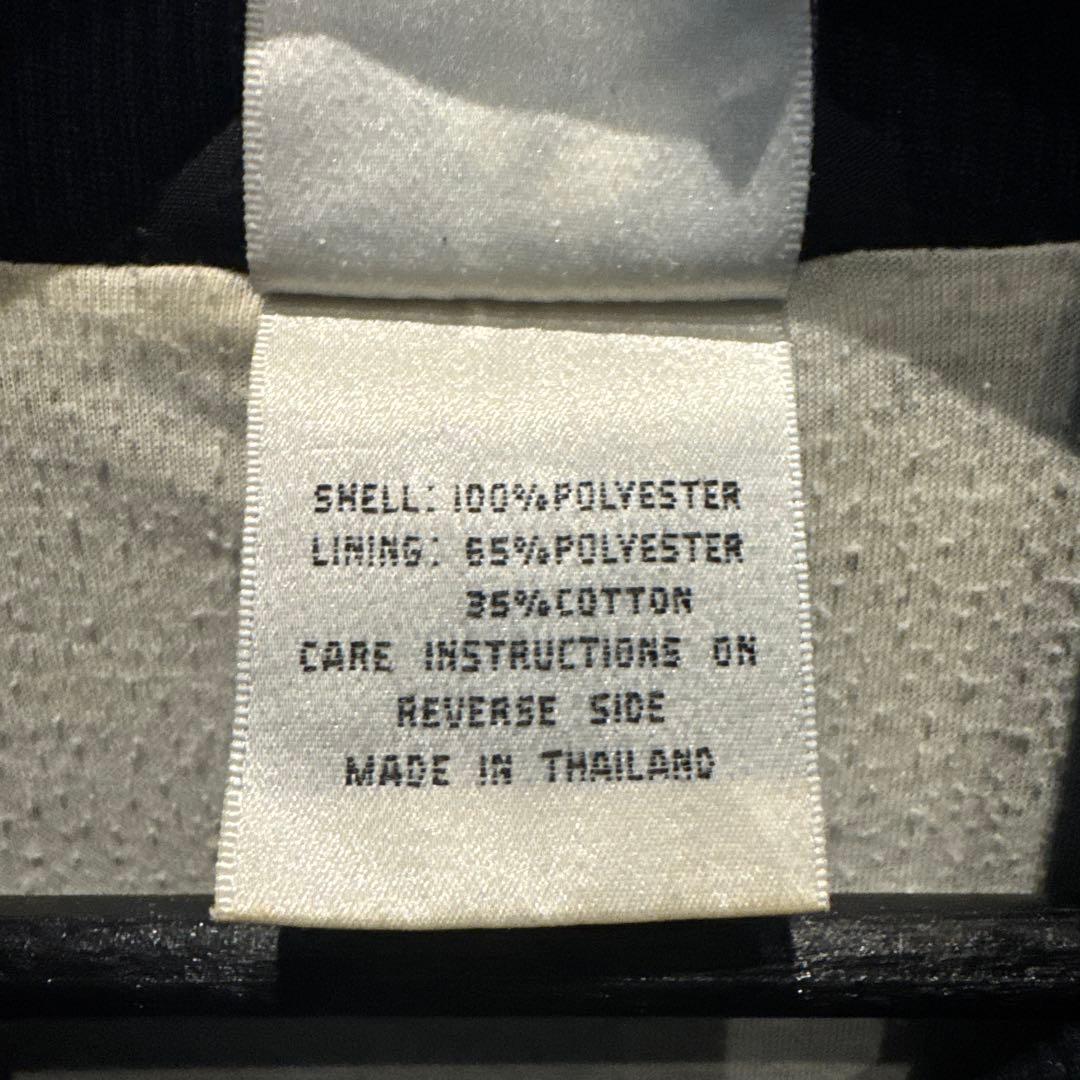 SHELL: 100%POLYESTER
LINING: 65%POLYESTER
35%COTTON
CARE INSTRUCTIONS ON
REVERSE SIDE
MADE IN THAILAND